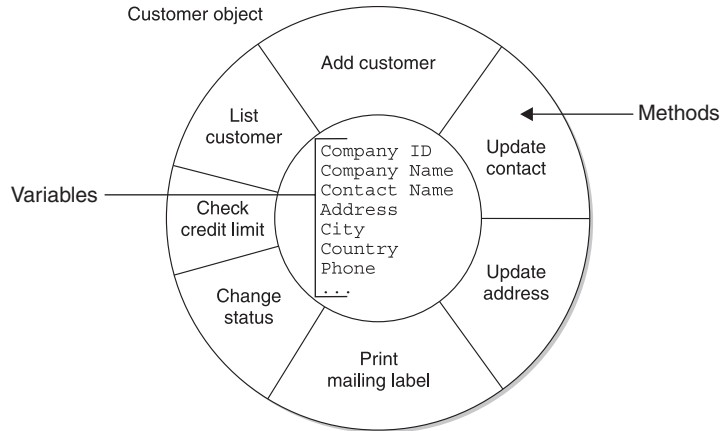 Customer object
Add customer
List
customer
Methods
Update
contact
Company ID
Company Name
Contact Name
Address
City
Country
Phone
...
Variables
Check
credit limit
Update
address
Change
status
Print
mailing label